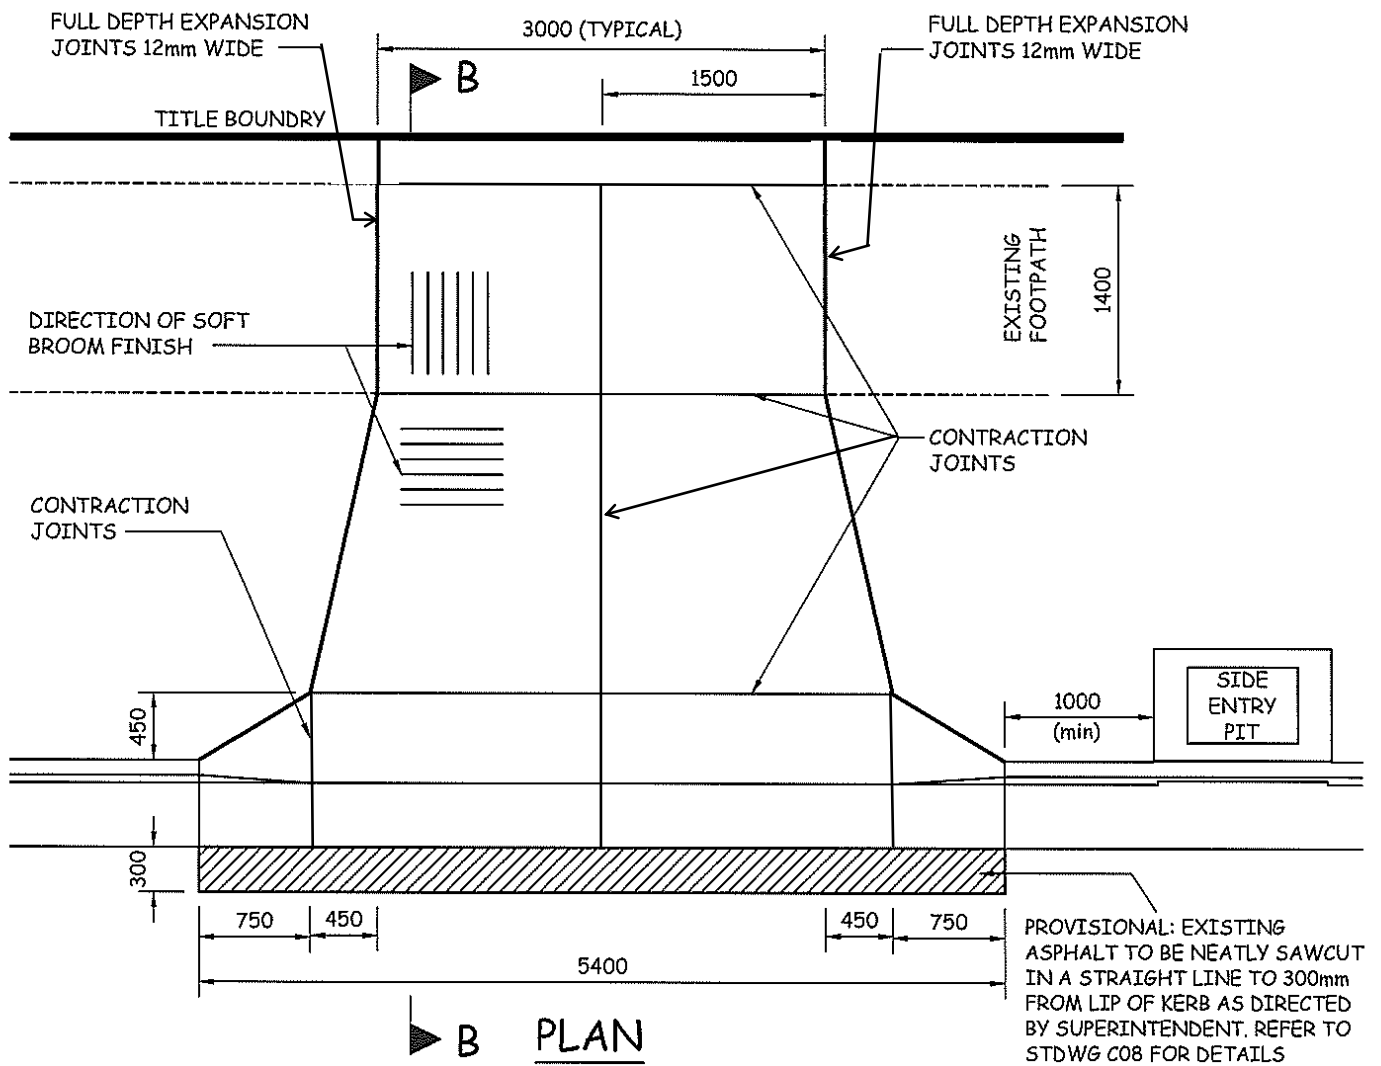 FULL DEPTH EXPANSION
JOINTS 12mm WIDE
3000 (TYPICAL)
FULL DEPTH EXPANSION
JOINTS 12mm WIDE
B
1500
TITLE BOUNDRY
EXISTING
FOOTPATH
1400
DIRECTION OF SOFT
BROOM FINISH
CONTRACTION
JOINTS
CONTRACTION
JOINTS
450
1000
(min)
SIDE
ENTRY
PIT
300
750
450
450
750
5400
PROVISIONAL: EXISTING
ASPHALT TO BE NEATLY SAWCUT
IN A STRAIGHT LINE TO 300mm
FROM LIP OF KERB AS DIRECTED
BY SUPERINTENDENT. REFER TO
STDWG C08 FOR DETAILS
B
PLAN